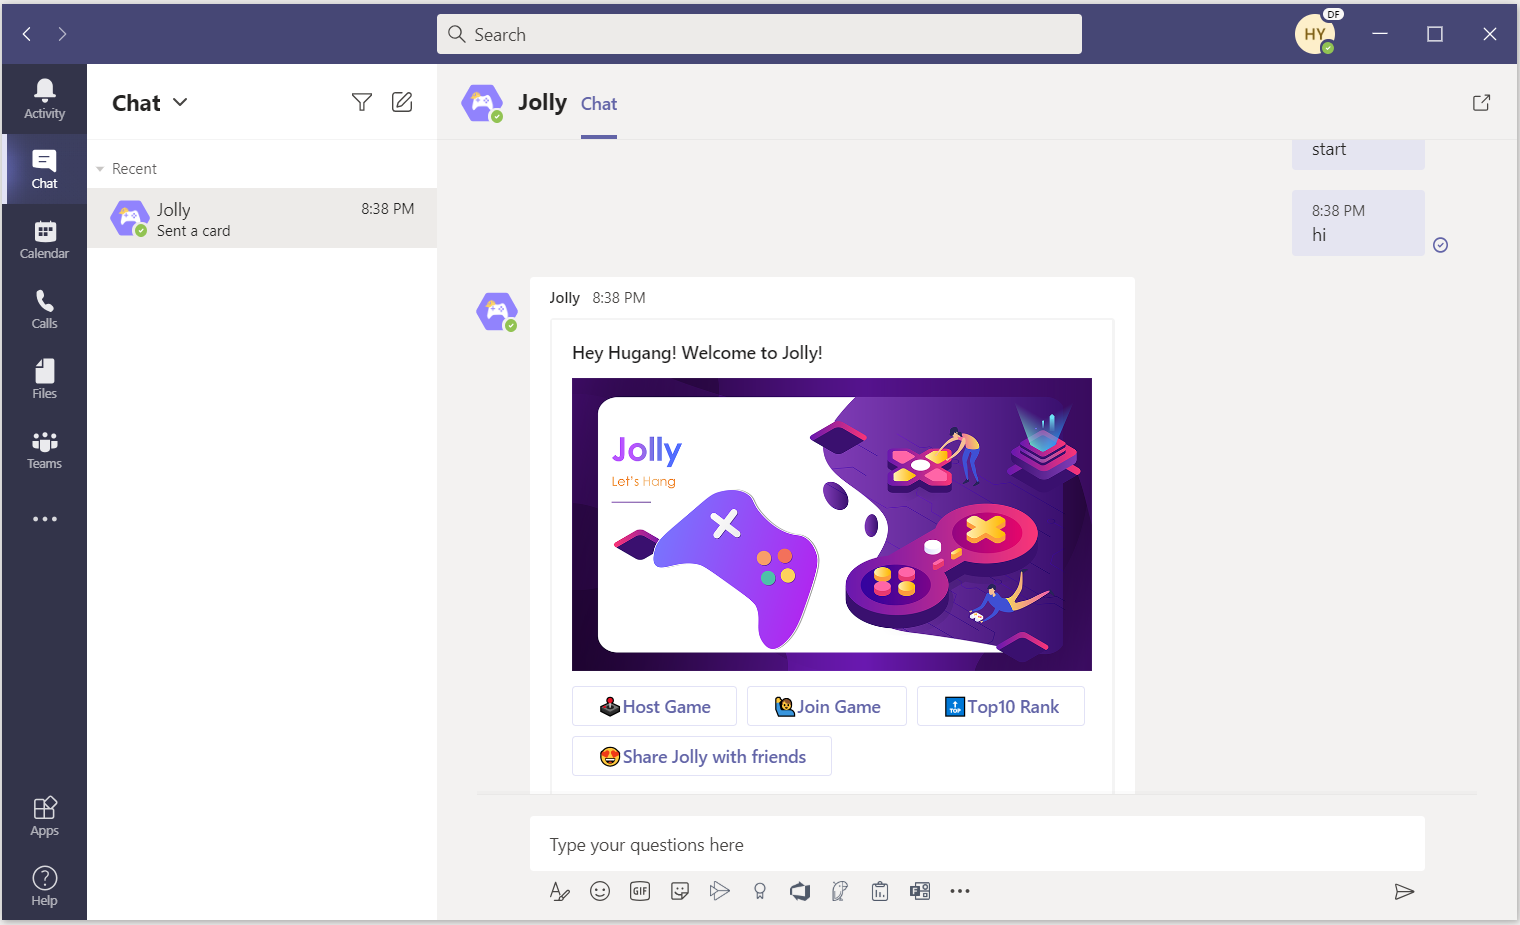 Search
HY
DF
Activity
Chat
Calendar
Calls
Files
Teams
Apps
Help
Chat
Recent
Jolly 8:38 PM
Sent a card
Jolly Chat
start
8:38 PM
hi
Jolly 8:38 PM
Hey Hugang! Welcome to Jolly!
Jolly
Let's Hang
Host Game
Join Game
TOP
Top10 Rank
Share Jolly with friends
Type your questions here
GIF